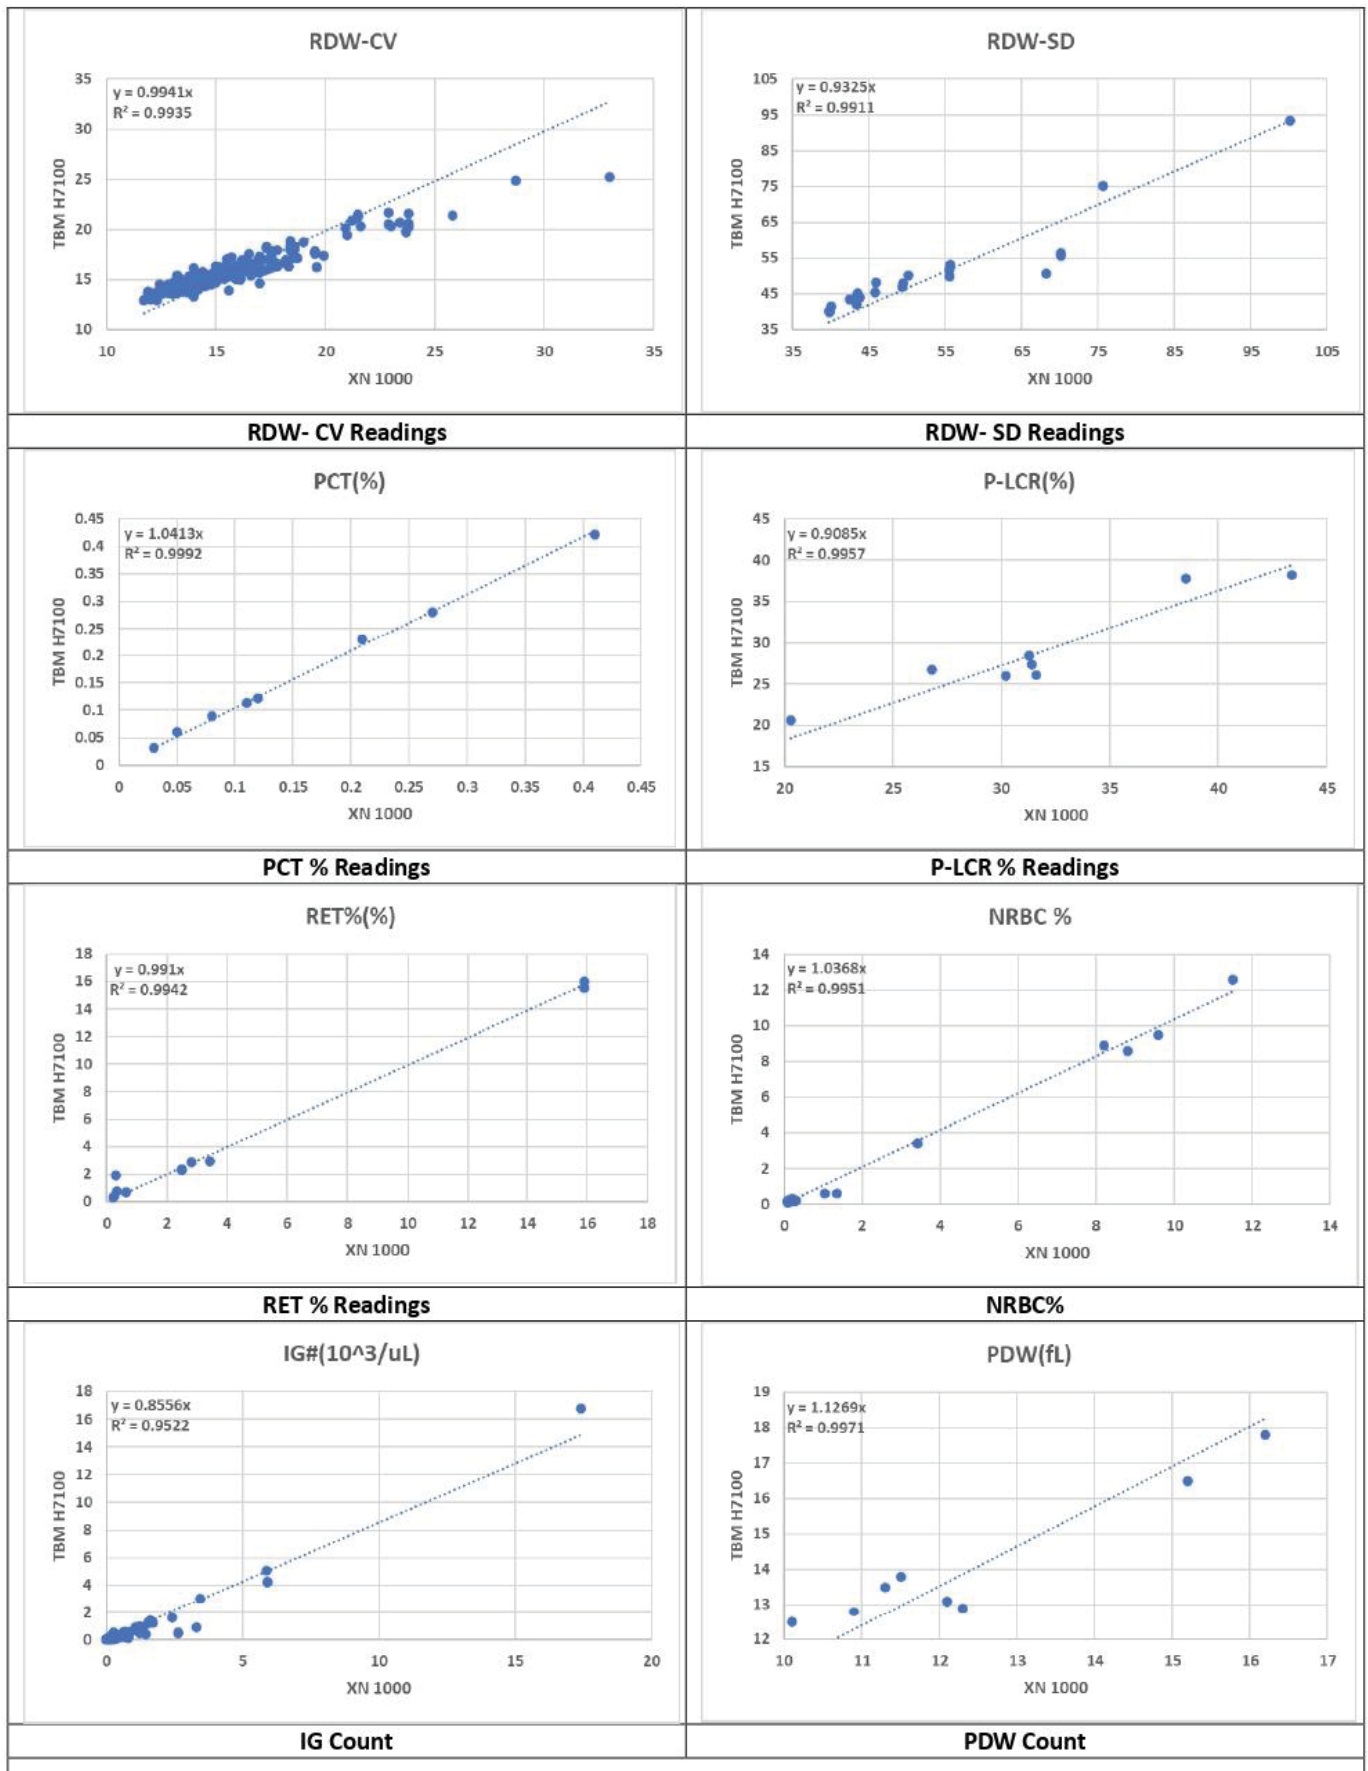 RDW-CV
y = 0.9941x
R² = 0.9935
35
30
25
20
15
10
TBM H7100
10 15 20 25 30 35
XN 1000
RDW- CV Readings
RDW-SD
y = 0.9325x
R² = 0.9911
105
95
85
75
65
55
45
35
TBM H7100
35 45 55 65 75 85 95 105
XN 1000
RDW- SD Readings
PCT(%)
y = 1.0413x
R² = 0.9992
0.45
0.4
0.35
0.3
0.25
0.2
0.15
0.1
0.05
0
TBM H7100
0 0.05 0.1 0.15 0.2 0.25 0.3 0.35 0.4 0.45
XN 1000
PCT % Readings
P-LCR(%)
y = 0.9085x
R² = 0.9957
45
40
35
30
25
20
15
TBM H7100
20 25 30 35 40 45
XN 1000
P-LCR % Readings
RET%(%)
y = 0.991x
R² = 0.9942
18
16
14
12
10
8
6
4
2
0
TBM H7100
0 2 4 6 8 10 12 14 16 18
XN 1000
RET % Readings
NRBC %
y = 1.0368x
R² = 0.9951
14
12
10
8
6
4
2
0
TBM H7100
0 2 4 6 8 10 12 14
XN 1000
NRBC%
IG#(10^3/uL)
y = 0.8556x
R² = 0.9522
18
16
14
12
10
8
6
4
2
0
TBM H7100
0 5 10 15 20
XN 1000
IG Count
PDW(fL)
y = 1.1269x
R² = 0.9971
19
18
17
16
15
14
13
12
TBM H7100
10 11 12 13 14 15 16 17
XN 1000
PDW Count